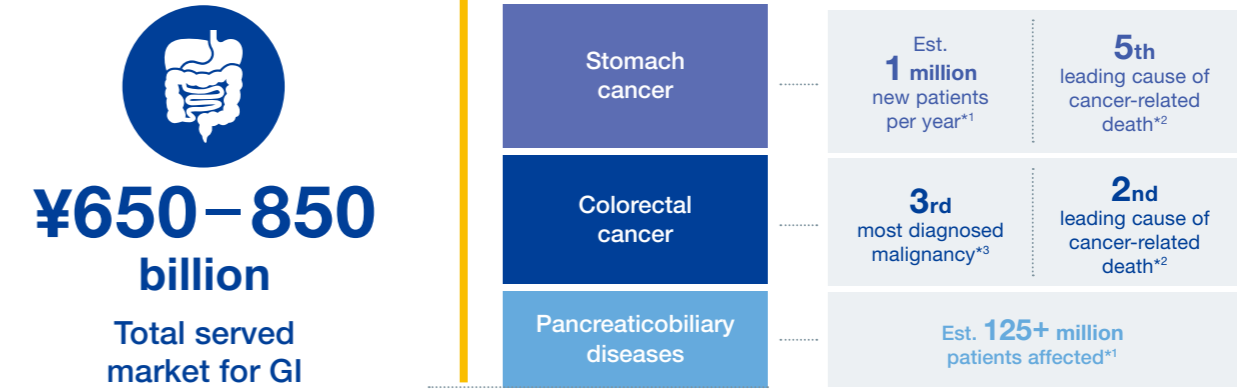 ¥650–850
billion
Total served
market for GI
Stomach
cancer
Est.
1 million
new patients
per year*1
5th
leading cause of
cancer-related
death*2
Colorectal
cancer
3rd
most diagnosed
malignancy*3
2nd
leading cause of
cancer-related
death*2
Pancreaticobiliary
diseases
Est. 125+ million
patients affected*1